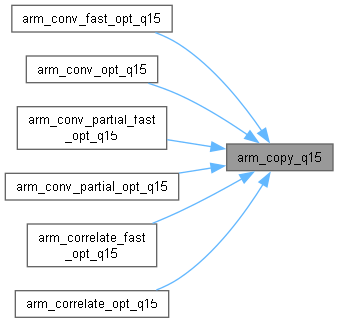 arm_conv_fast_opt_q15
arm_conv_opt_q15
arm_conv_partial_fast
_opt_q15
arm_copy_q15
arm_conv_partial_opt_q15
arm_correlate_fast
_opt_q15
arm_correlate_opt_q15